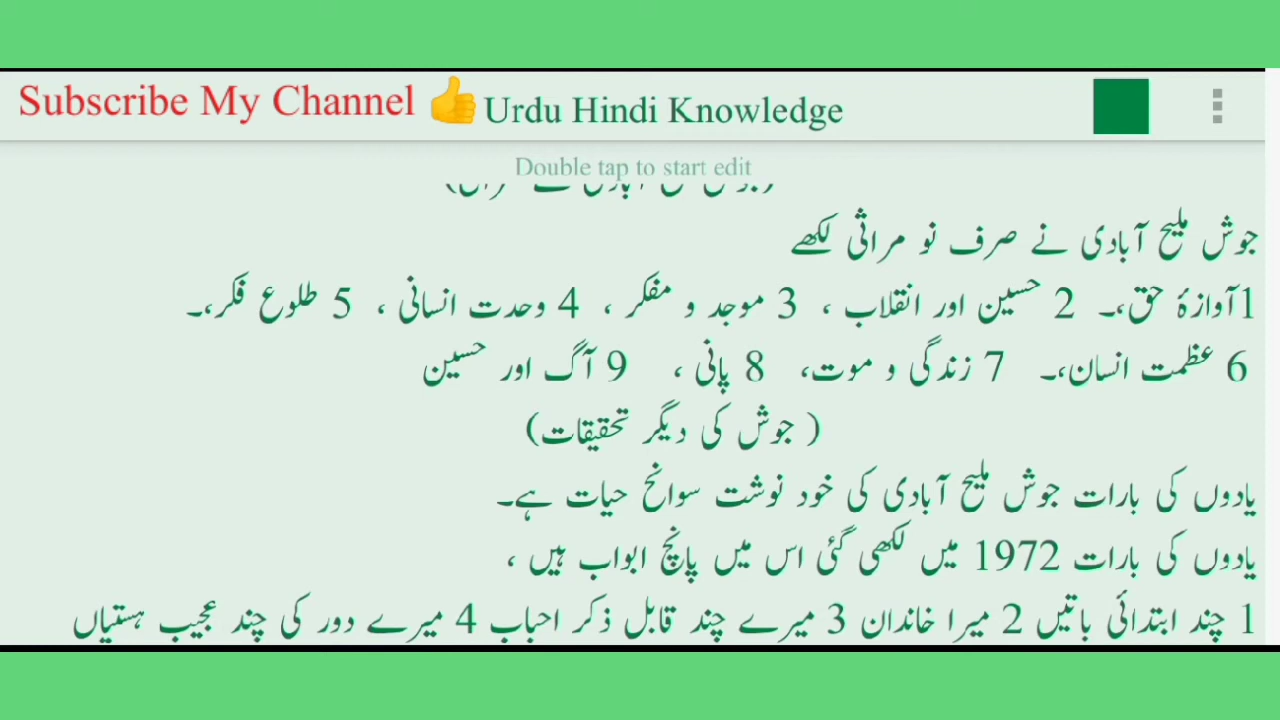 Subscribe My Channel 👍 Urdu Hindi Knowledge
Double tap to start edit
جوش ملیح آبادی نے صرف نو مراثی لکھے
1آوازۂ حق،۔ 2 حسین اور انقلاب ، 3 موجد و مفکر ، 4 وحدت انسانی ، 5 طلوع فکر،۔
6 عظمت انسان،۔ 7 زندگی و موت، 8 پانی ، 9 آگ اور حسین
( جوش کی دیگر تحقیقات)
یادوں کی بارات جوش ملیح آبادی کی خود نوشت سوانح حیات ہے۔
یادوں کی بارات 1972 میں لکھی گئی اس میں پانچ ابواب ہیں ،
1 چند ابتدائی باتیں 2 میرا خاندان 3 میرے چند قابل ذکر احباب 4 میرے دور کی چند عجیب ہستیاں